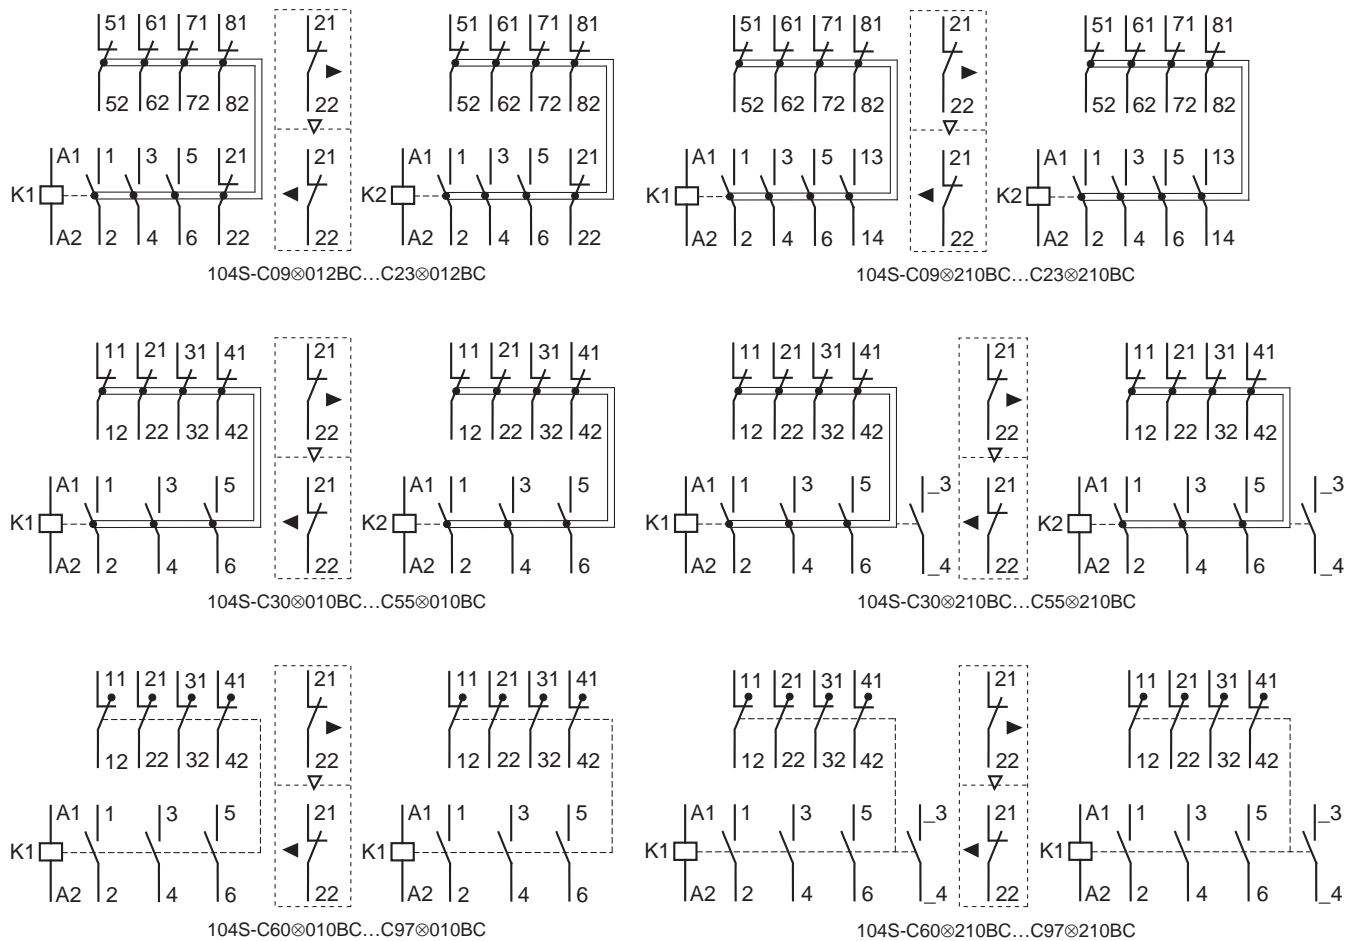 51 61 71 81 21 51 61 71 81 51 61 71 81 21 51 61 71 81
52 62 72 82 22 52 62 72 82 52 62 72 82 22 52 62 72 82
A1 1 3 5 21 21 A1 1 3 5 21 A1 1 3 5 13 21 A1 1 3 5 13
K1 K2 K1 K2
A2 2 4 6 22 22 A2 2 4 6 22 A2 2 4 6 14 22 A2 2 4 6 14
104S-C09⊗012BC…C23⊗012BC 104S-C09⊗210BC…C23⊗210BC
11 21 31 41 21 11 21 31 41 11 21 31 41 21 11 21 31 41
12 22 32 42 22 12 22 32 42 12 22 32 42 22 12 22 32 42
A1 1 3 5 21 A1 1 3 5 A1 1 3 5 _3 21 A1 1 3 5 _3
K1 K2 K1 K2
A2 2 4 6 22 A2 2 4 6 A2 2 4 6 _4 22 A2 2 4 6 _4
104S-C30⊗010BC…C55⊗010BC 104S-C30⊗210BC…C55⊗210BC
11 21 31 41 21 11 21 31 41 11 21 31 41 21 11 21 31 41
12 22 32 42 22 12 22 32 42 12 22 32 42 22 12 22 32 42
A1 1 3 5 21 A1 1 3 5 A1 1 3 5 _3 21 A1 1 3 5 _3
K1 K1 K1 K1
A2 2 4 6 22 A2 2 4 6 A2 2 4 6 _4 22 A2 2 4 6 _4
104S-C60⊗010BC…C97⊗010BC 104S-C60⊗210BC…C97⊗210BC